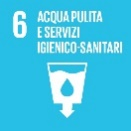 6 ACQUA PULITA
E SERVIZI
IGIENICO-SANITARI